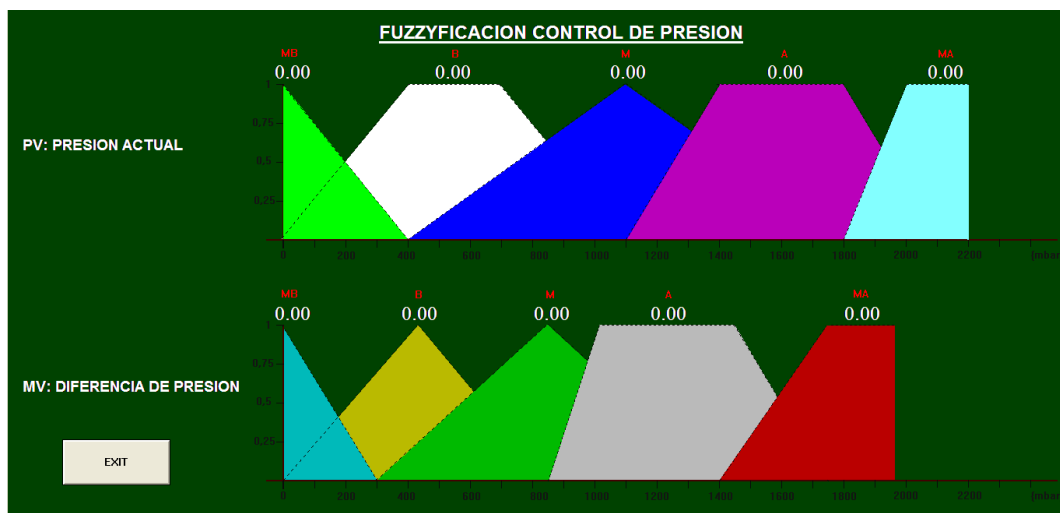 FUZZYFICACION CONTROL DE PRESION
MB B M A MA
0.00 0.00 0.00 0.00 0.00
1
0,75
PV: PRESION ACTUAL
0,5
0,25
0 200 400 600 800 1000 1200 1400 1600 1800 2000 2200 (mbar
MB B M A MA
0.00 0.00 0.00 0.00 0.00
1
0,75
MV: DIFERENCIA DE PRESION
0,5
0,25
EXIT
0 200 400 600 800 1000 1200 1400 1600 1800 2000 2200 (mbar